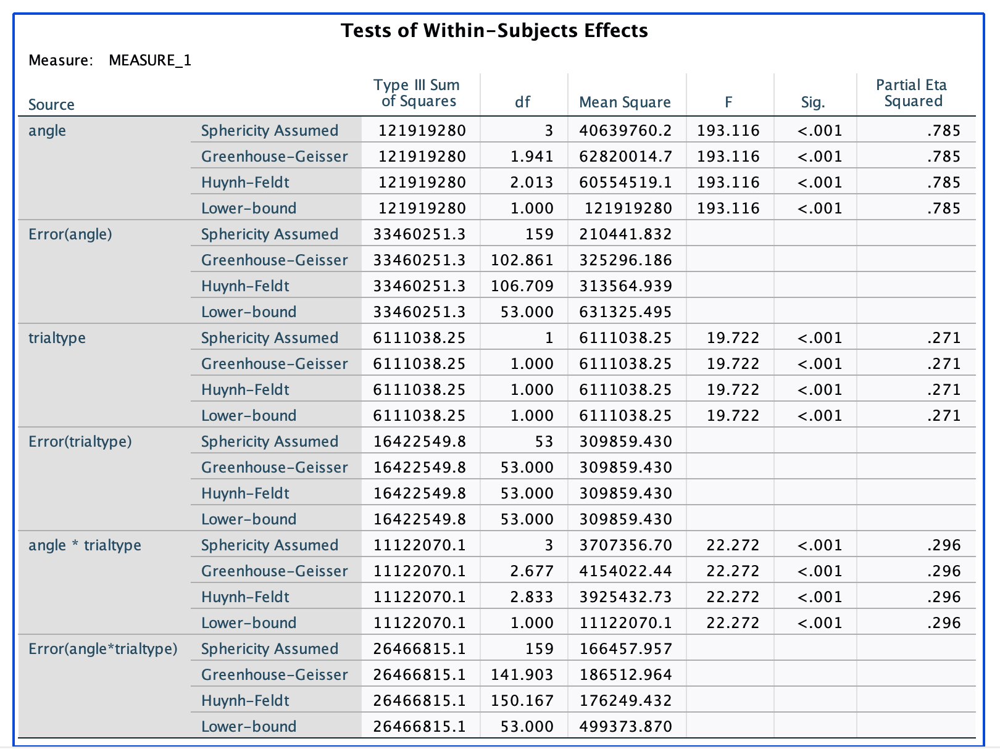 Tests of Within-Subjects Effects
Measure: MEASURE_1
Source Type III Sum of Squares df Mean Square F Sig. Partial Eta Squared
angle Sphericity Assumed 121919280 3 40639760.2 193.116 <.001 .785
Greenhouse-Geisser 121919280 1.941 62820014.7 193.116 <.001 .785
Huynh-Feldt 121919280 2.013 60554519.1 193.116 <.001 .785
Lower-bound 121919280 1.000 121919280 193.116 <.001 .785
Error(angle) Sphericity Assumed 33460251.3 159 210441.832
Greenhouse-Geisser 33460251.3 102.861 325296.186
Huynh-Feldt 33460251.3 106.709 313564.939
Lower-bound 33460251.3 53.000 631325.495
trialtype Sphericity Assumed 6111038.25 1 6111038.25 19.722 <.001 .271
Greenhouse-Geisser 6111038.25 1.000 6111038.25 19.722 <.001 .271
Huynh-Feldt 6111038.25 1.000 6111038.25 19.722 <.001 .271
Lower-bound 6111038.25 1.000 6111038.25 19.722 <.001 .271
Error(trialtype) Sphericity Assumed 16422549.8 53 309859.430
Greenhouse-Geisser 16422549.8 53.000 309859.430
Huynh-Feldt 16422549.8 53.000 309859.430
Lower-bound 16422549.8 53.000 309859.430
angle * trialtype Sphericity Assumed 11122070.1 3 3707356.70 22.272 <.001 .296
Greenhouse-Geisser 11122070.1 2.677 4154022.44 22.272 <.001 .296
Huynh-Feldt 11122070.1 2.833 3925432.73 22.272 <.001 .296
Lower-bound 11122070.1 1.000 11122070.1 22.272 <.001 .296
Error(angle*trialtype) Sphericity Assumed 26466815.1 159 166457.957
Greenhouse-Geisser 26466815.1 141.903 186512.964
Huynh-Feldt 26466815.1 150.167 176249.432
Lower-bound 26466815.1 53.000 499373.870